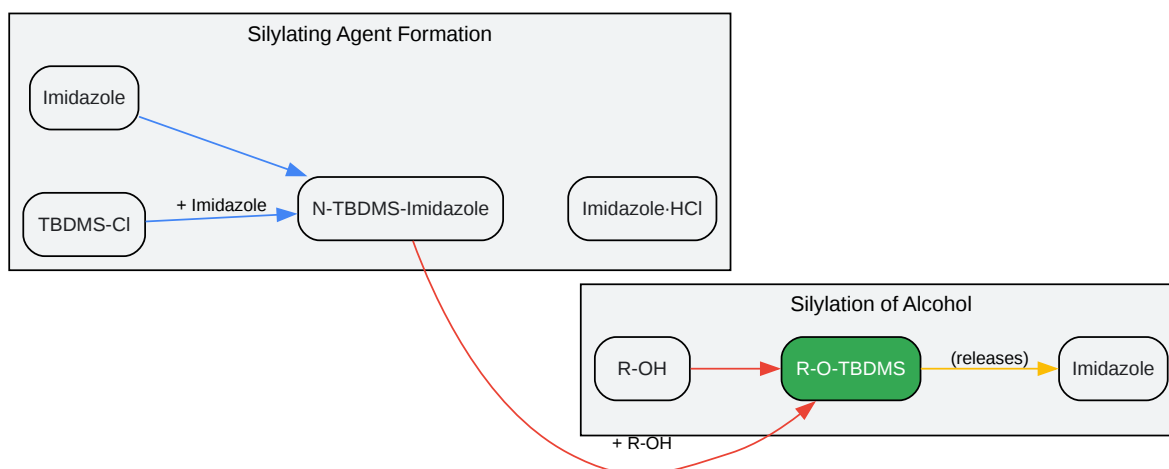 Silylating Agent Formation
Imidazole
TBDMS-Cl
+ Imidazole
N-TBDMS-Imidazole
Imidazole·HCl
Silylation of Alcohol
R-OH
R-O-TBDMS
(releases)
Imidazole
+ R-OH